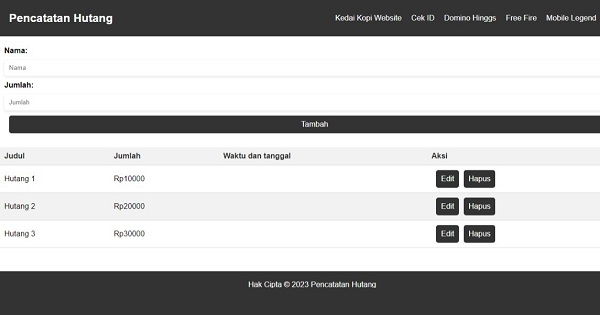 Pencatatan Hutang Kedai Kopi Website Cek ID Domino Hinggs Free Fire Mobile Legend
Nama:
Nama
Jumlah:
Jumlah
Tambah
Judul Jumlah Waktu dan tanggal Aksi
Hutang 1 Rp10000 Edit Hapus
Hutang 2 Rp20000 Edit Hapus
Hutang 3 Rp30000 Edit Hapus
Hak Cipta © 2023 Pencatatan Hutang